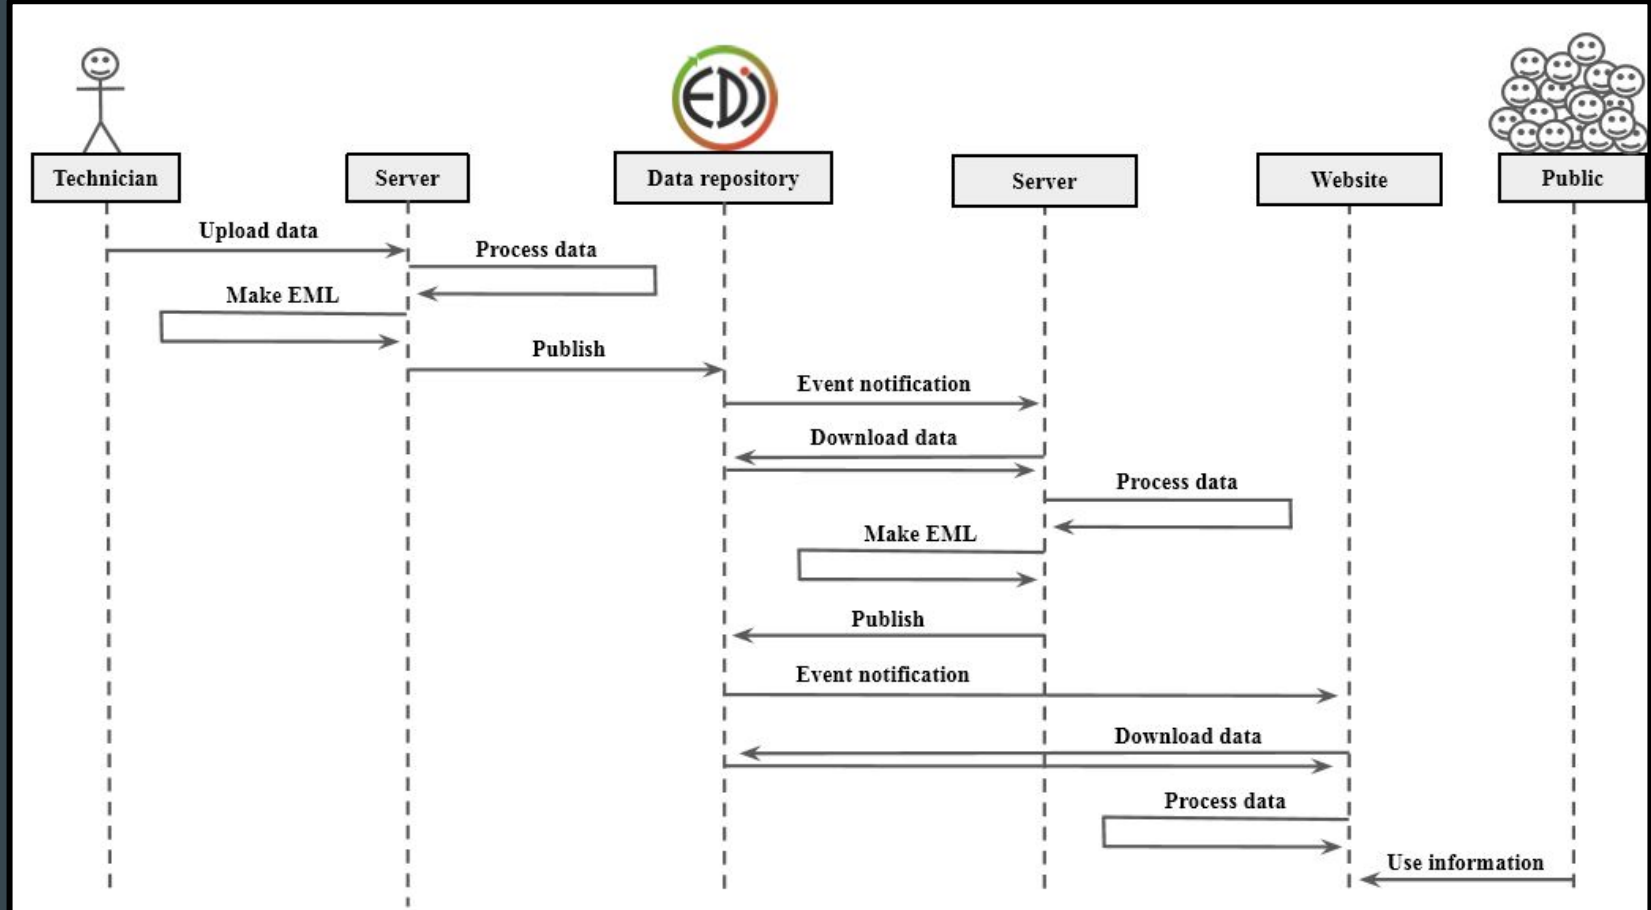 EDI
Technician
Server
Data repository
Server
Website
Public
Upload data
Process data
Make EML
Publish
Event notification
Download data
Process data
Make EML
Publish
Event notification
Download data
Process data
Use information